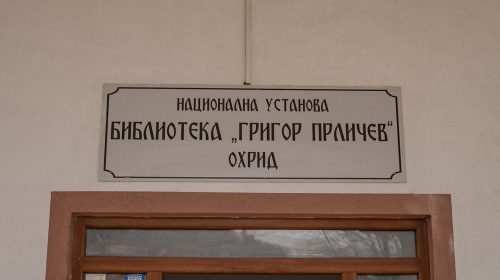 НАЦИОНАЛНА УСТАНОВА
БИБЛИОТЕКА „ГРИГОР ПРЛИЧЕВ“
ОХРИД